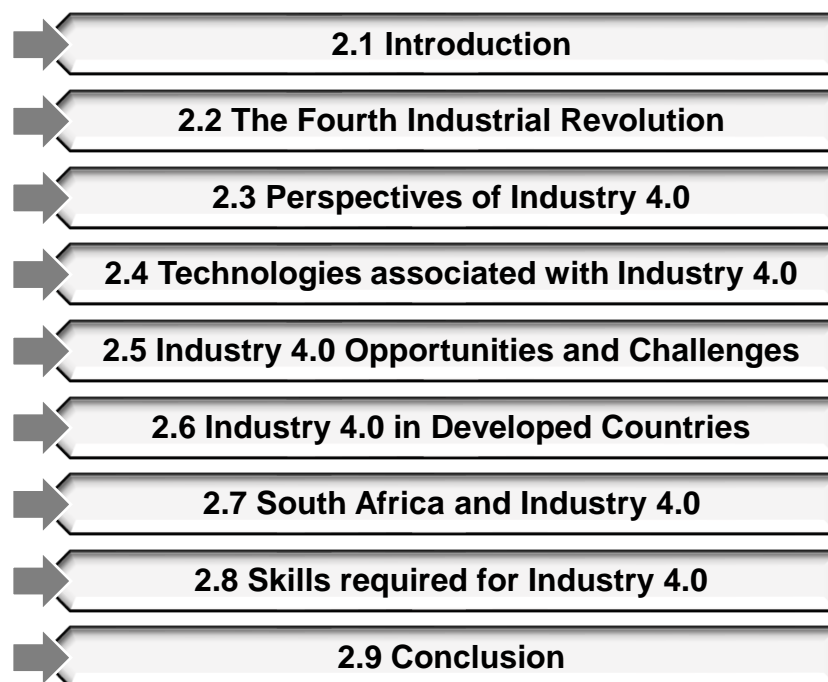 2.1 Introduction
2.2 The Fourth Industrial Revolution
2.3 Perspectives of Industry 4.0
2.4 Technologies associated with Industry 4.0
2.5 Industry 4.0 Opportunities and Challenges
2.6 Industry 4.0 in Developed Countries
2.7 South Africa and Industry 4.0
2.8 Skills required for Industry 4.0
2.9 Conclusion